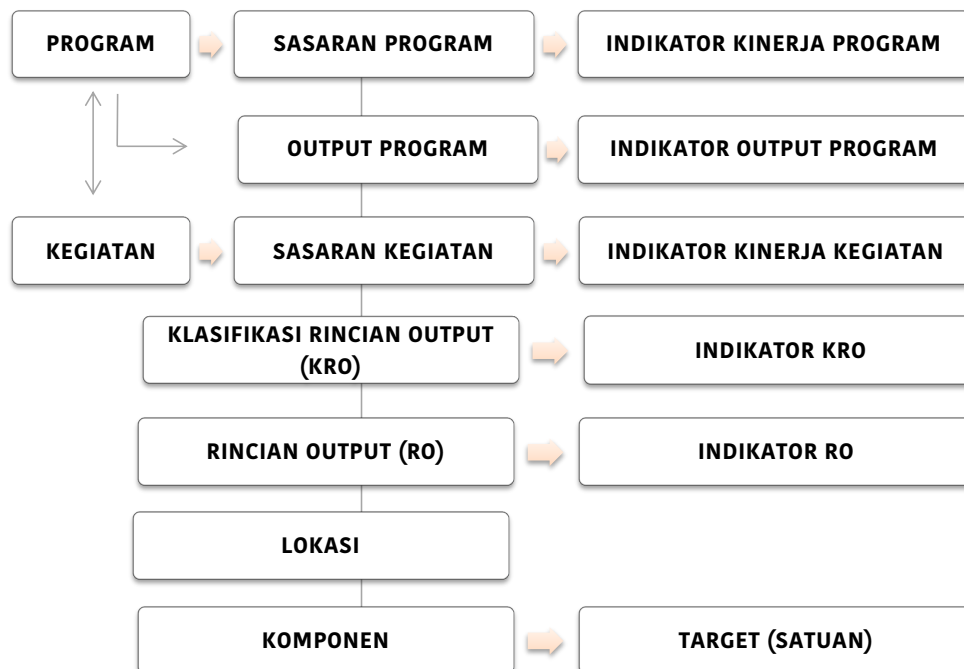 PROGRAM
SASARAN PROGRAM
INDIKATOR KINERJA PROGRAM
OUTPUT PROGRAM
INDIKATOR OUTPUT PROGRAM
KEGIATAN
SASARAN KEGIATAN
INDIKATOR KINERJA KEGIATAN
KLASIFIKASI RINCIAN OUTPUT
(KRO)
INDIKATOR KRO
RINCIAN OUTPUT (RO)
INDIKATOR RO
LOKASI
KOMPONEN
TARGET (SATUAN)